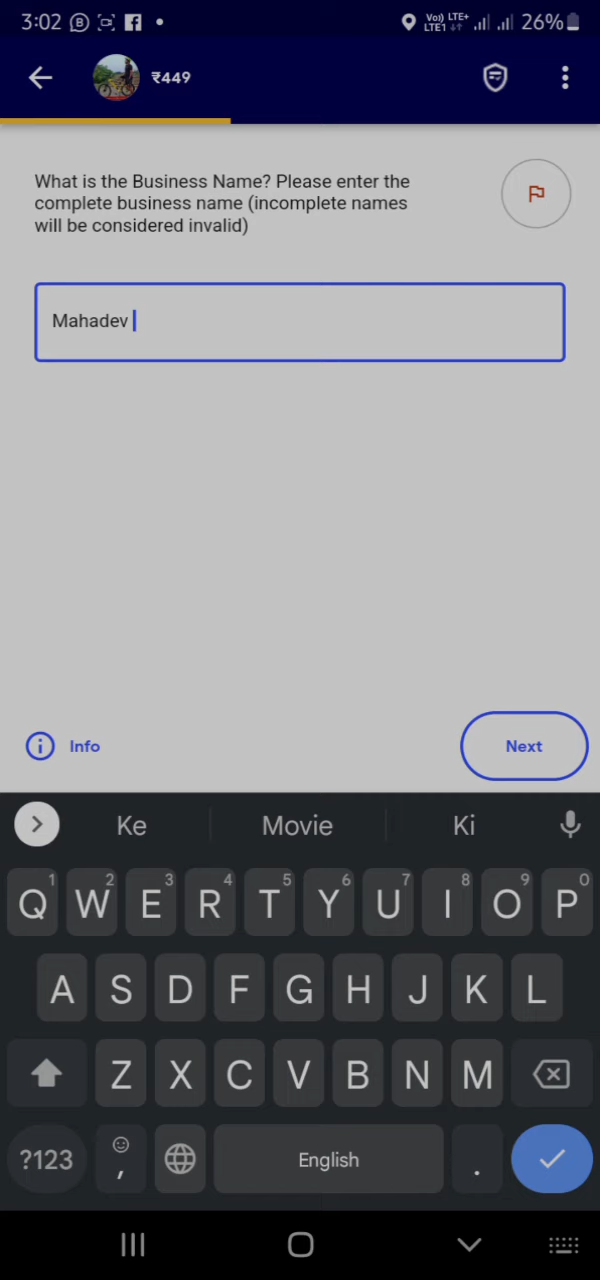 3:02 26%
Vo) LTE+
LTE1 ↓↑
₹449
What is the Business Name? Please enter the
complete business name (incomplete names
will be considered invalid)
Mahadev
Info
Next
Ke Movie Ki
1 2 3 4 5 6 7 8 9 0
Q W E R T Y U I O P
A S D F G H J K L
Z X C V B N M
?123 , English .